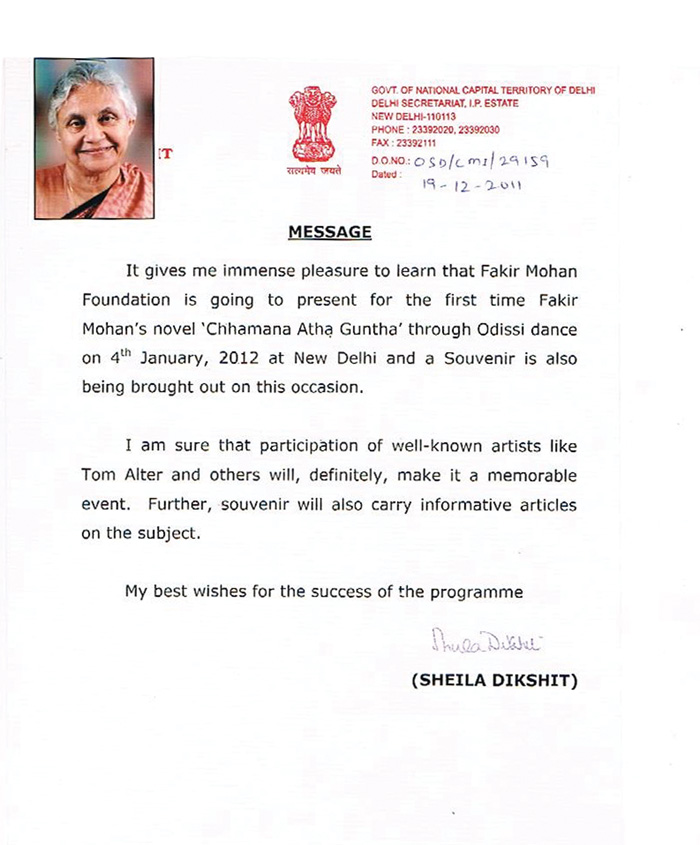 IT
सत्यमेव जयते
GOVT. OF NATIONAL CAPITAL TERRITORY OF DELHI
DELHI SECRETARIAT, I.P. ESTATE
NEW DELHI-110113
PHONE : 23392020, 23392030
FAX : 23392111
D.O.NO.: OSD/CMS/29159
Dated : 19-12-2011
MESSAGE
It gives me immense pleasure to learn that Fakir Mohan
Foundation is going to present for the first time Fakir
Mohan's novel 'Chhamana Atha Guntha' through Odissi dance
on 4th January, 2012 at New Delhi and a Souvenir is also
being brought out on this occasion.
I am sure that participation of well-known artists like
Tom Alter and others will, definitely, make it a memorable
event. Further, souvenir will also carry informative articles
on the subject.
My best wishes for the success of the programme
Sheila Dikshit
(SHEILA DIKSHIT)